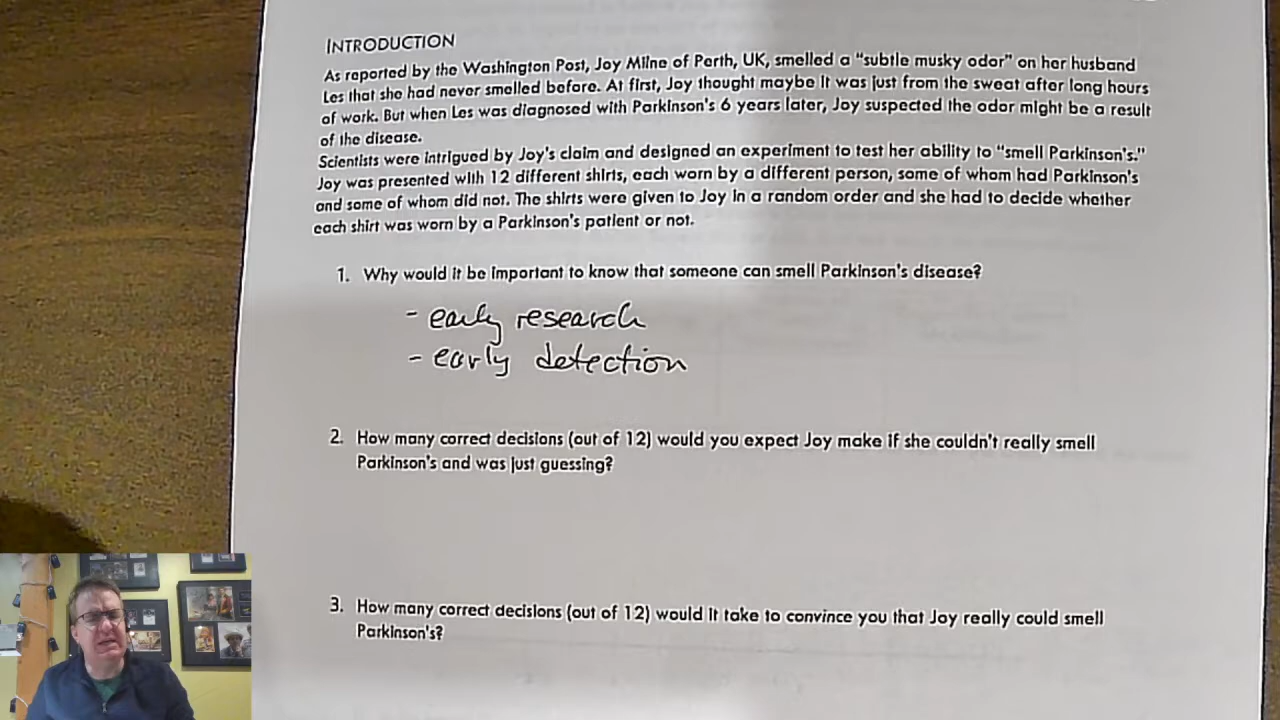 INTRODUCTION
As reported by the Washington Post, Joy Milne of Perth, UK, smelled a "subtle musky odor" on her husband
Les that she had never smelled before. At first, Joy thought maybe it was just from the sweat after long hours
of work. But when Les was diagnosed with Parkinson's 6 years later, Joy suspected the odor might be a result
of the disease.
Scientists were intrigued by Joy's claim and designed an experiment to test her ability to "smell Parkinson's."
Joy was presented with 12 different shirts, each worn by a different person, some of whom had Parkinson's
and some of whom did not. The shirts were given to Joy in a random order and she had to decide whether
each shirt was worn by a Parkinson's patient or not.
1. Why would it be important to know that someone can smell Parkinson's disease?
- early research
- early detection
2. How many correct decisions (out of 12) would you expect Joy make if she couldn't really smell
Parkinson's and was just guessing?
3. How many correct decisions (out of 12) would it take to convince you that Joy really could smell
Parkinson's?